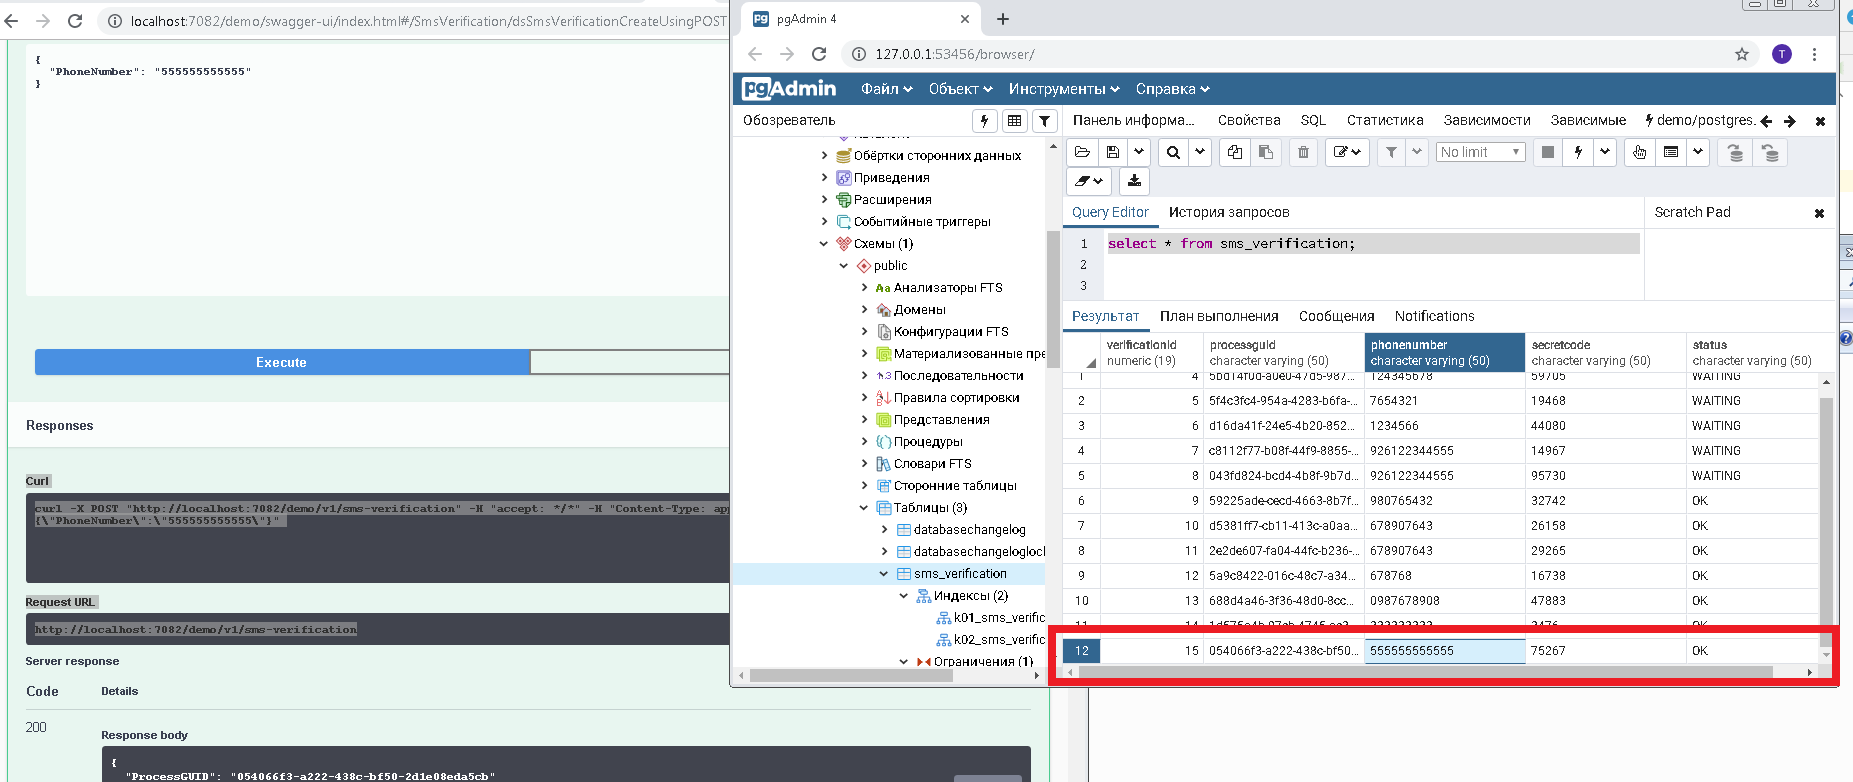 localhost:7082/demo/swagger-ui/index.html#/SmsVerification/dsSmsVerificationCreateUsingPOST
{
"PhoneNumber": "555555555555"
}
Execute
Responses
Curl
curl -X POST "http://localhost:7082/demo/v1/sms-verification" -H "accept: */*" -H "Content-Type: app
{\"PhoneNumber\":\"555555555555\"}"
Request URL
http://localhost:7082/demo/v1/sms-verification
Server response
Code Details
200
Response body
{
"ProcessGUID": "054066f3-a222-438c-bf50-2d1e08eda5cb"
pgAdmin 4
127.0.0.1:53456/browser/
T
pgAdmin Файл Объект Инструменты Справка
Обозреватель
Обёртки сторонних данных
Приведения
Расширения
Событийные триггеры
Схемы (1)
public
Анализаторы FTS
Домены
Конфигурации FTS
Материализованные пре
Последовательности
Правила сортировки
Представления
Процедуры
Словари FTS
Сторонние таблицы
Таблицы (3)
databasechangelog
databasechangelogloc
sms_verification
Индексы (2)
k01_sms_verific
k02_sms_verific
Ограничения (1)
Панель информа... Свойства SQL Статистика Зависимости Зависимые demo/postgres.
No limit
Query Editor История запросов Scratch Pad
1 select * from sms_verification;
2
3
Результат План выполнения Сообщения Notifications
verificationid processguid phonenumber secretcode status
numeric (19) character varying (50) character varying (50) character varying (50) character varying (50)
1 4 5bd14f0d-a0e0-47d5-987... 124345678 59705 WAITING
2 5 5f4c3fc4-954a-4283-b6fa-... 7654321 19468 WAITING
3 6 d16da41f-24e5-4b20-852... 1234566 44080 WAITING
4 7 c8112f77-b08f-44f9-8855-... 926122344555 14967 WAITING
5 8 043fd824-bcd4-4b8f-9b7d... 926122344555 95730 WAITING
6 9 59225ade-cecd-4663-8b7f... 980765432 32742 OK
7 10 d5381ff7-cb11-413c-a0aa... 678907643 26158 OK
8 11 2e2de607-fa04-44fc-b236-... 678907643 29265 OK
9 12 5a9c8422-016c-48c7-a34... 678768 16738 OK
10 13 688d4a46-3f36-48d0-8cc... 0987678908 47883 OK
11 14 OK
12 15 054066f3-a222-438c-bf50... 555555555555 75267 OK